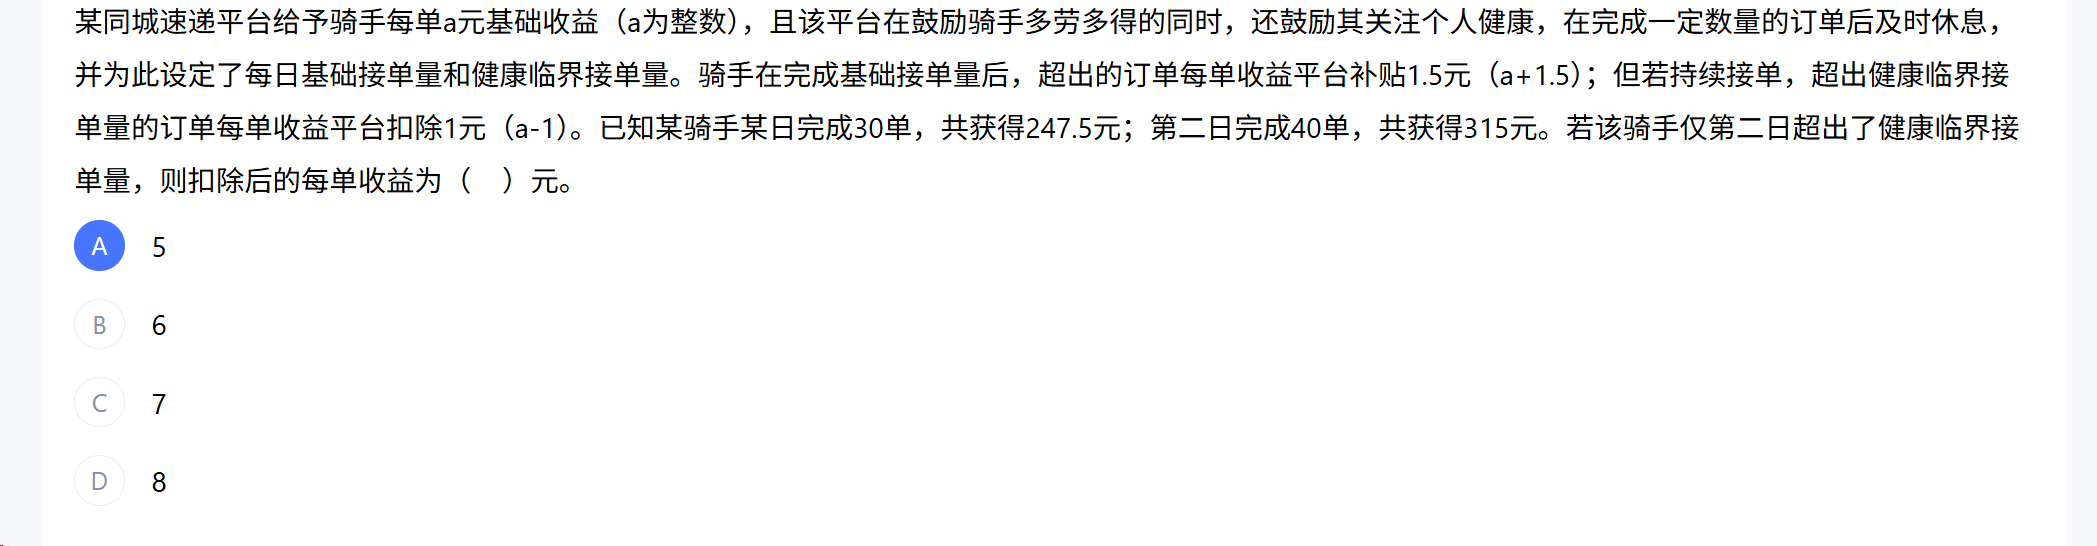 某同城速递平台给予骑手每单a元基础收益（a为整数），且该平台在鼓励骑手多劳多得的同时，还鼓励其关注个人健康，在完成一定数量的订单后及时休息，
并为此设定了每日基础接单量和健康临界接单量。骑手在完成基础接单量后，超出的订单每单收益平台补贴1.5元（a+1.5）；但若持续接单，超出健康临界接
单量的订单每单收益平台扣除1元（a-1）。已知某骑手某日完成30单，共获得247.5元；第二日完成40单，共获得315元。若该骑手仅第二日超出了健康临界接
单量，则扣除后的每单收益为（　）元。
A 5
B 6
C 7
D 8